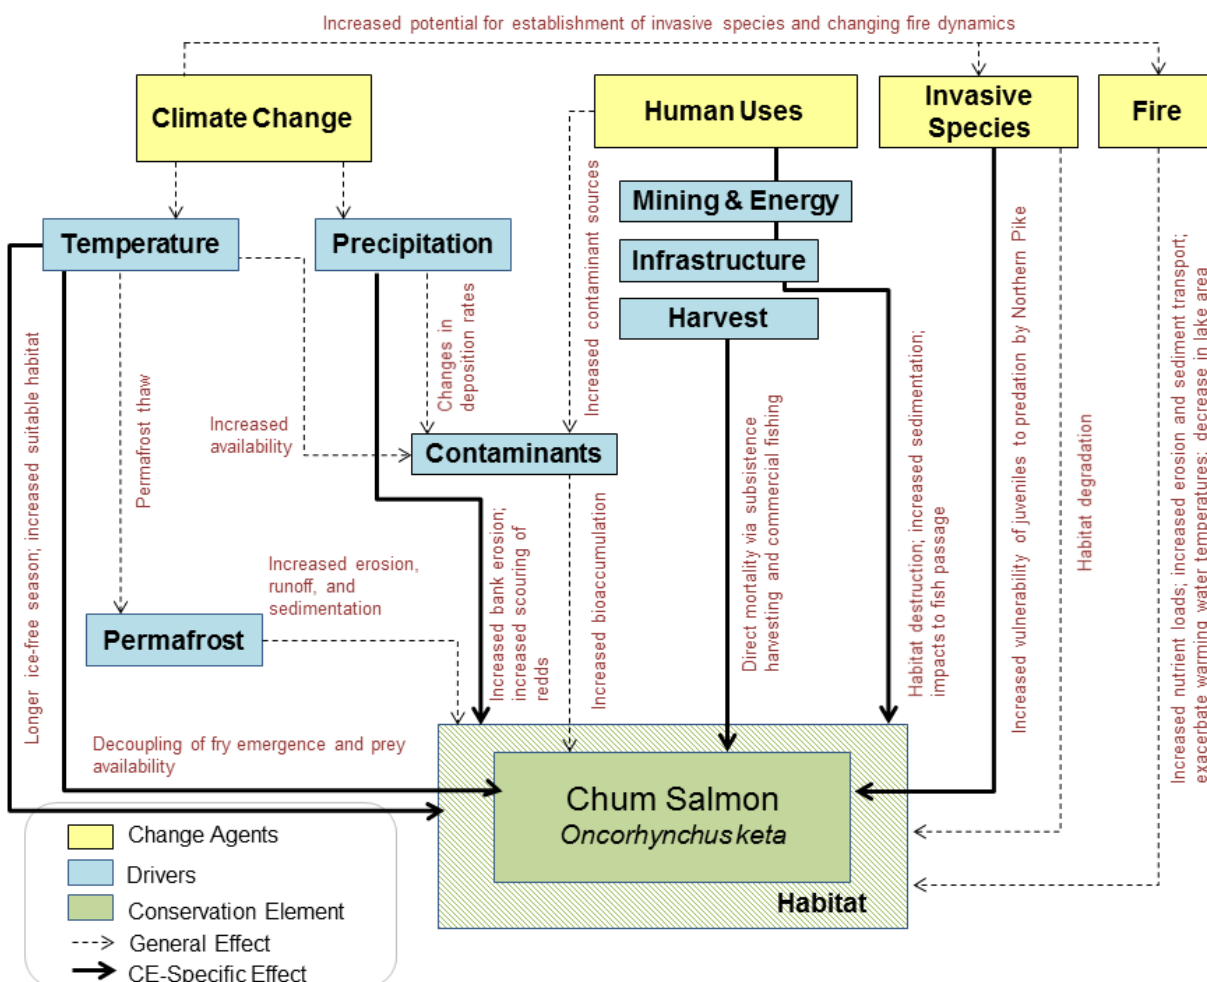 Increased potential for establishment of invasive species and changing fire dynamics
Climate Change
Human Uses
Invasive
Species
Fire
Mining & Energy
Temperature
Precipitation
Infrastructure
Harvest
Longer ice-free season; increased suitable habitat
Permafrost thaw
Increased
availability
Changes in
deposition rates
Increased contaminant sources
Contaminants
Direct mortality via subsistence
harvesting and commercial fishing
Habitat destruction; increased sedimentation;
impacts to fish passage
Increased vulnerability of juveniles to predation by Northern Pike
Habitat degradation
Increased nutrient loads; increased erosion and sediment transport;
exacerbate warming water temperatures; decrease in lake area
Increased erosion,
runoff, and
sedimentation
Permafrost
Increased bank erosion;
increased scouring of
redds
Increased bioaccumulation
Decoupling of fry emergence and prey
availability
Chum Salmon
Oncorhynchus keta
Habitat
Change Agents
Drivers
Conservation Element
General Effect
CE-Specific Effect